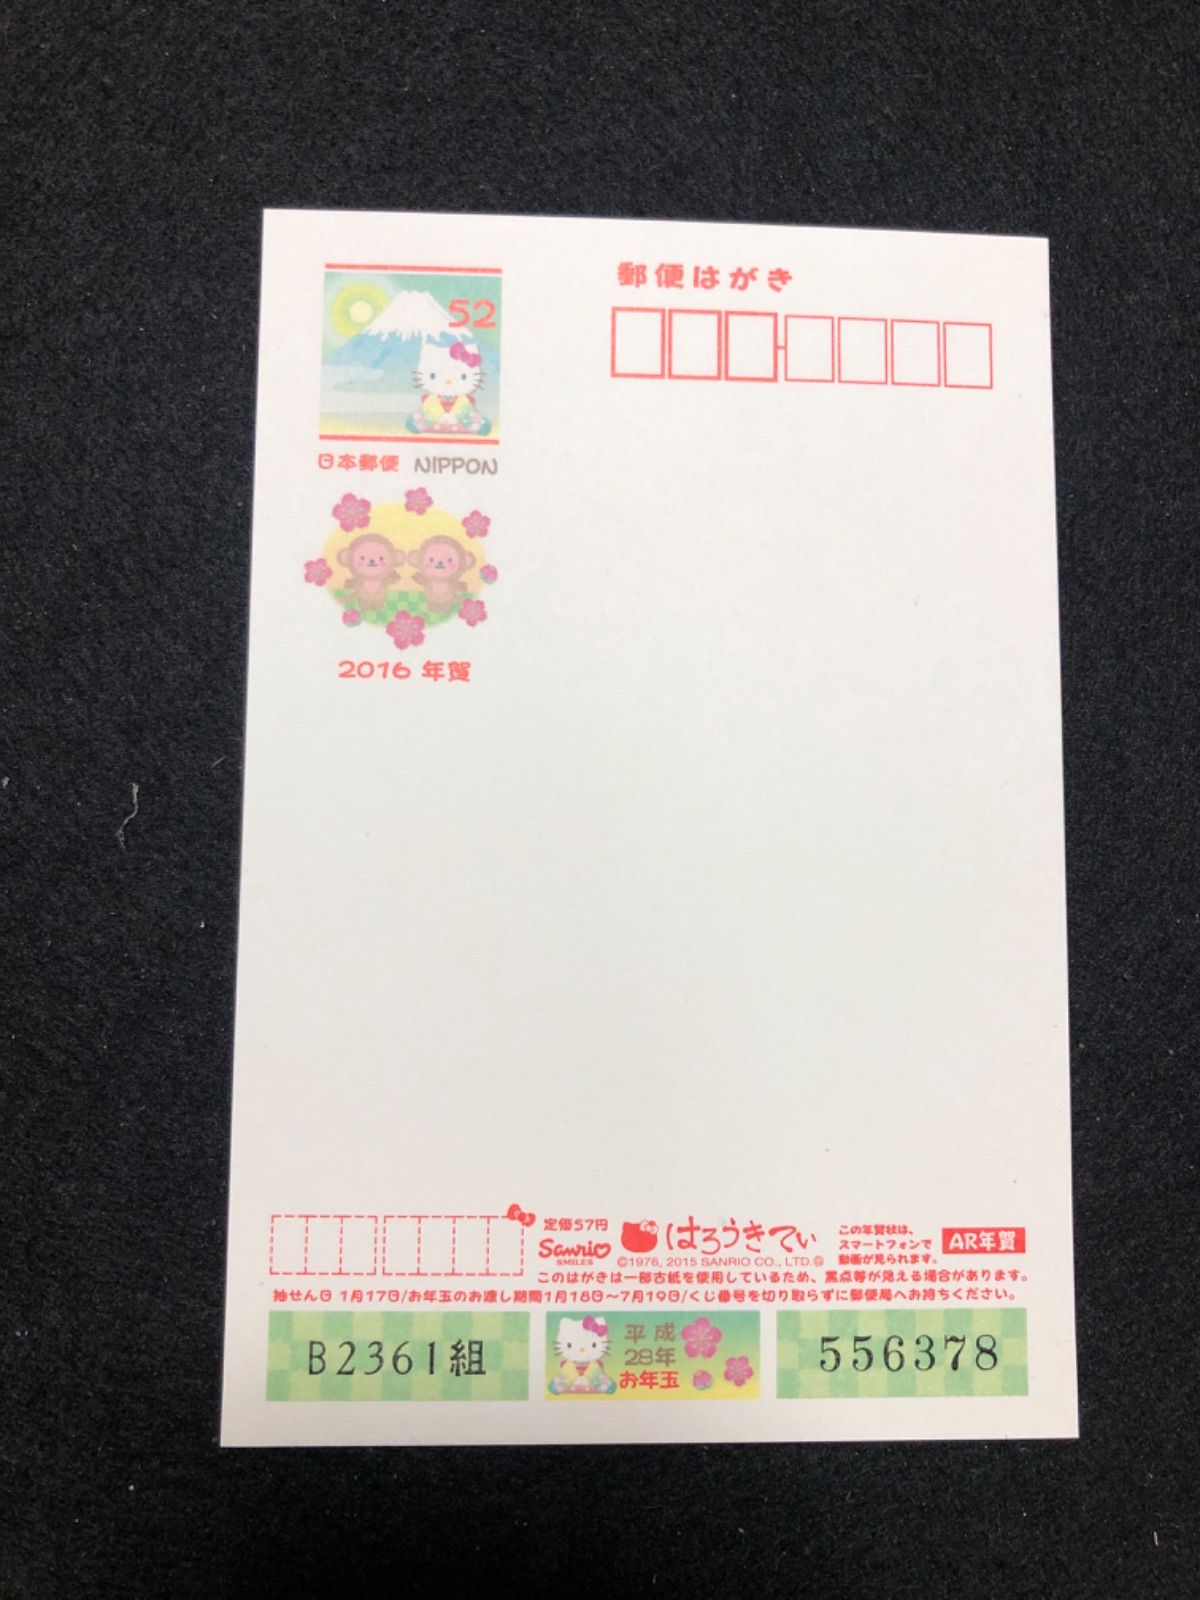 52
郵便はがき
日本郵便 NIPPON
2016 年賀
定価57円
Sanrio
SMILES
はろうきてぃ
©1976, 2015 SANRIO CO., LTD.Ⓖ
この年賀状は、
スマートフォンで
動画が見られます。
AR年賀
このはがきは一部古紙を使用しているため、黒点等が見える場合があります。
抽せん日 1月17日/お年玉のお渡し期間1月18日〜7月19日/くじ番号を切り取らずに郵便局へお持ちください。
B2361組
平成
28年
お年玉
556378